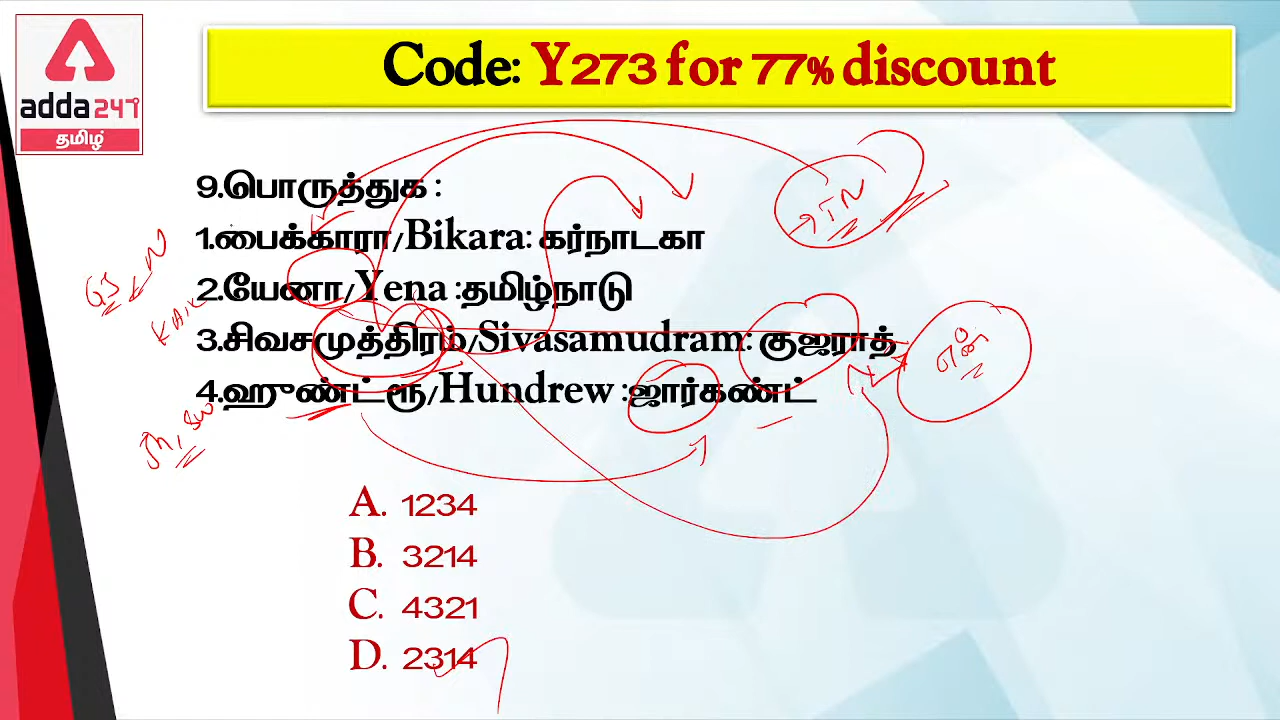 Code: Y273 for 77% discount
adda247
தமிழ்
9.பொருத்துக :
1.பைக்காரா/Bikara: கர்நாடகா
2.யேனா/Yena :தமிழ்நாடு
3.சிவசமுத்திரம்/Sivasamudram: குஜராத்
4.ஹுண்ட்ரூ/Hundrew :ஜார்கண்ட்
A. 1234
B. 3214
C. 4321
D. 2314
TN